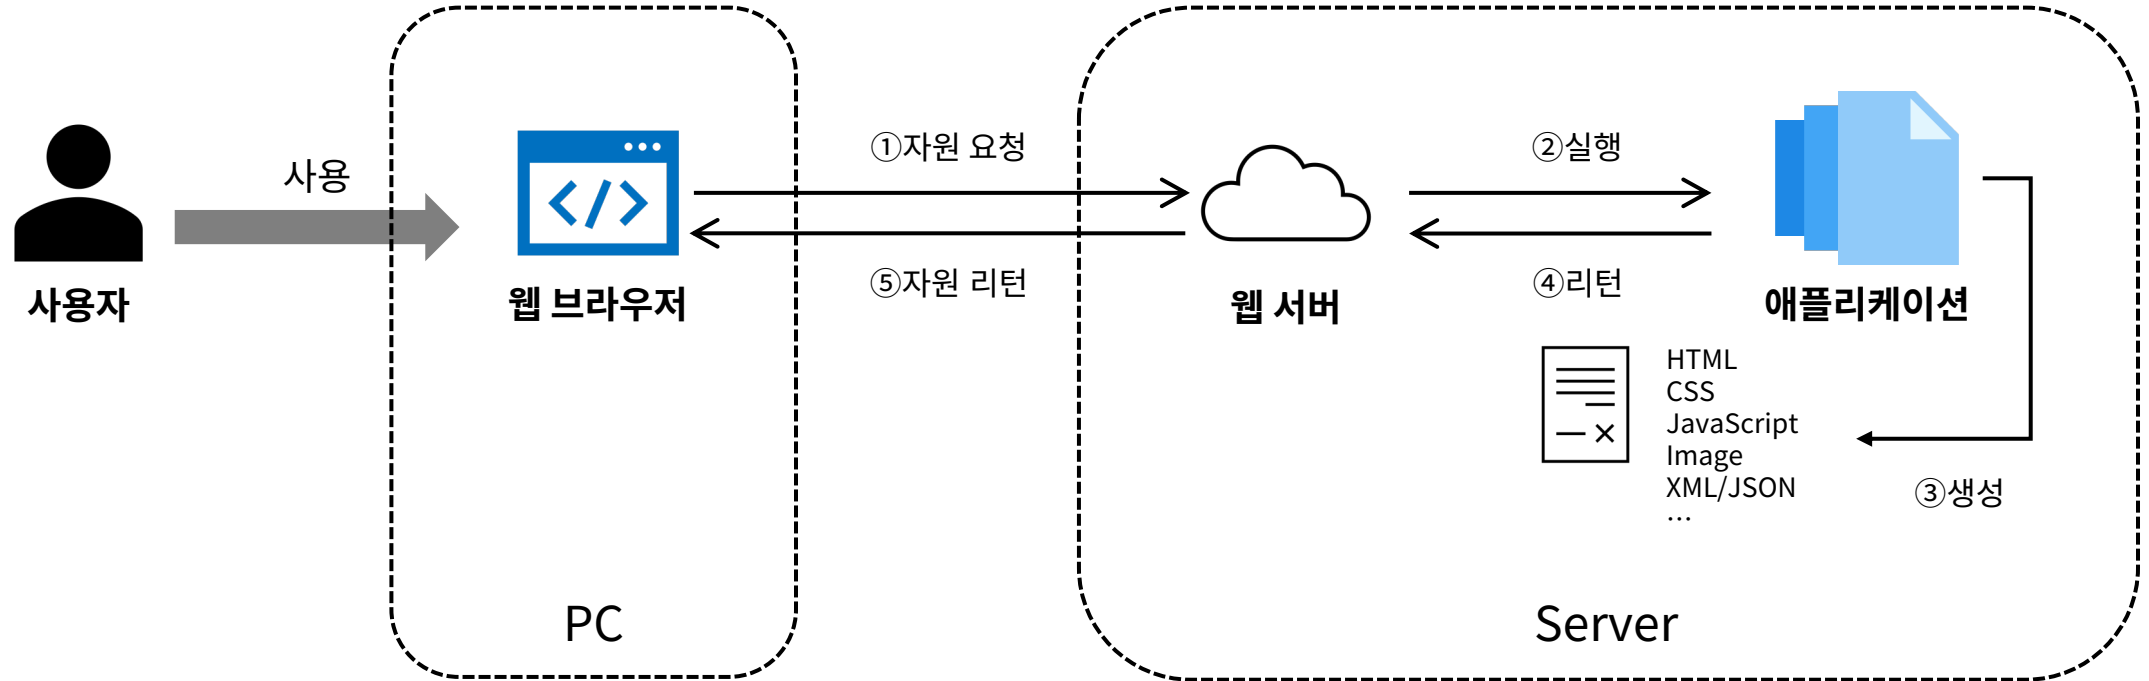 사용
사용자
웹 브라우저
PC
①자원 요청
⑤자원 리턴
웹 서버
②실행
④리턴
애플리케이션
HTML
CSS
JavaScript
Image
XML/JSON
...
③생성
Server